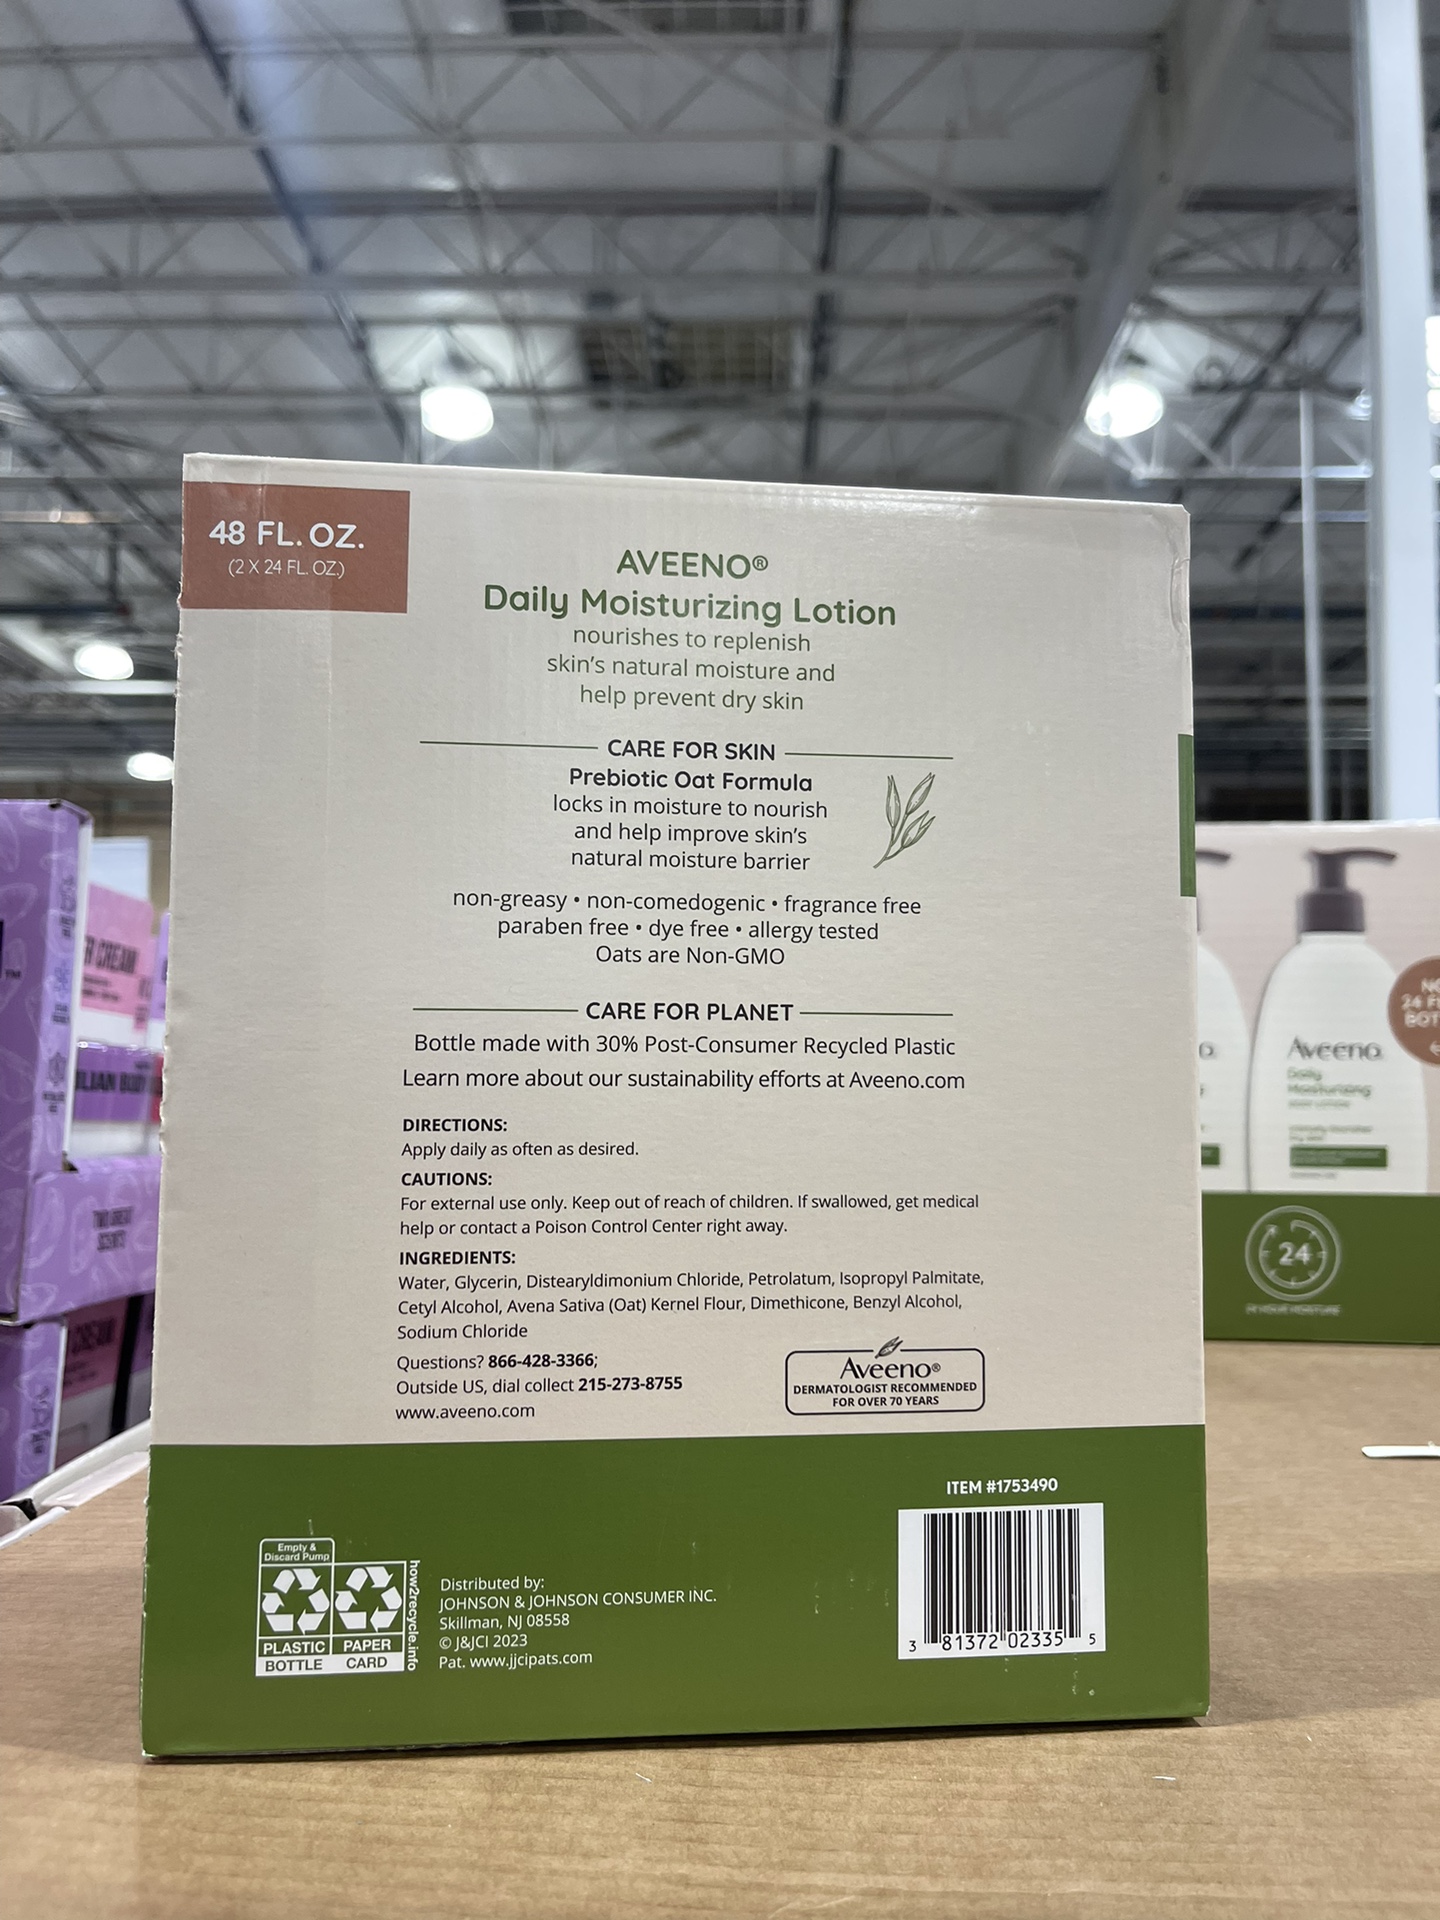 48 FL. OZ.
(2 X 24 FL. OZ.)
AVEENO®
Daily Moisturizing Lotion
nourishes to replenish
skin's natural moisture and
help prevent dry skin
CARE FOR SKIN
Prebiotic Oat Formula
locks in moisture to nourish
and help improve skin's
natural moisture barrier
non-greasy • non-comedogenic • fragrance free
paraben free • dye free • allergy tested
Oats are Non-GMO
CARE FOR PLANET
Bottle made with 30% Post-Consumer Recycled Plastic
Learn more about our sustainability efforts at Aveeno.com
DIRECTIONS:
Apply daily as often as desired.
CAUTIONS:
For external use only. Keep out of reach of children. If swallowed, get medical
help or contact a Poison Control Center right away.
INGREDIENTS:
Water, Glycerin, Distearyldimonium Chloride, Petrolatum, Isopropyl Palmitate,
Cetyl Alcohol, Avena Sativa (Oat) Kernel Flour, Dimethicone, Benzyl Alcohol,
Sodium Chloride
Questions? 866-428-3366;
Outside US, dial collect 215-273-8755
www.aveeno.com
Aveeno®
DERMATOLOGIST RECOMMENDED
FOR OVER 70 YEARS
ITEM #1753490
3 81372 02335 5
Empty &
Discard Pump
PLASTIC PAPER
BOTTLE CARD
how2recycle.info
Distributed by:
JOHNSON & JOHNSON CONSUMER INC.
Skillman, NJ 08558
© J&JCI 2023
Pat. www.jjcipats.com
CREAM
TWO GREAT
SCENTS
CREAM
Aveeno.
Daily
Moisturizing
24
24 HOUR MOISTURE